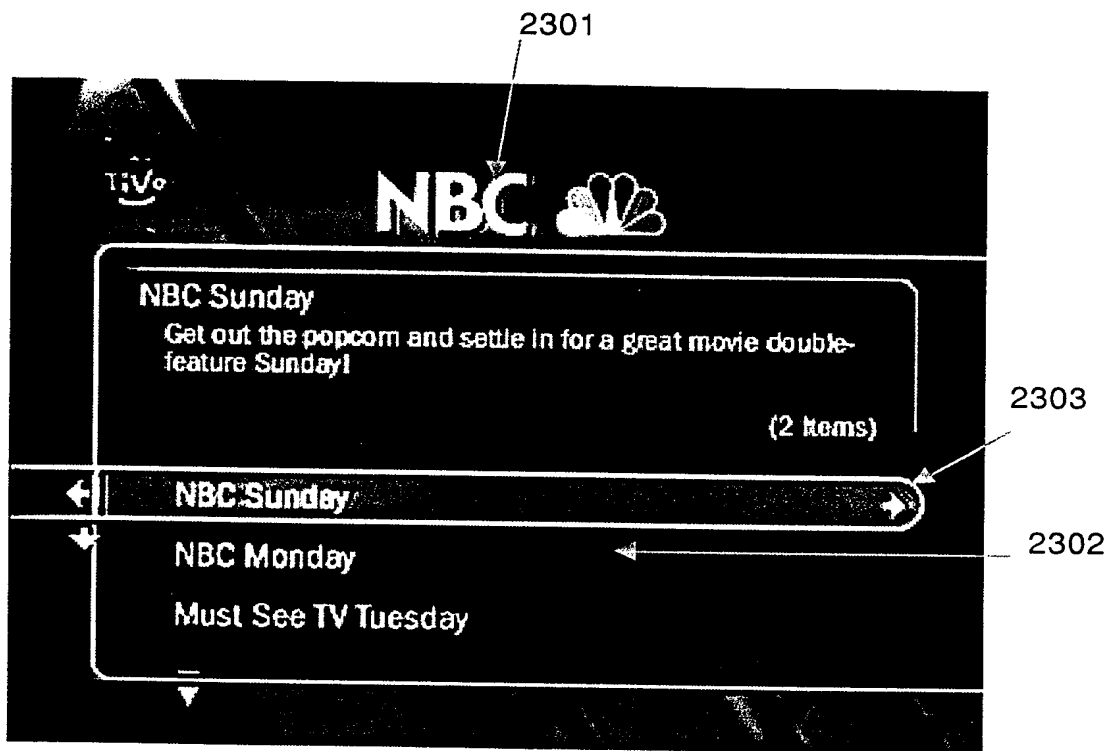 2301
TiVo
NBC
NBC Sunday
Get out the popcorn and settle in for a great movie double-
feature Sunday!
(2 Items)
2303
NBC Sunday
NBC Monday
2302
Must See TV Tuesday